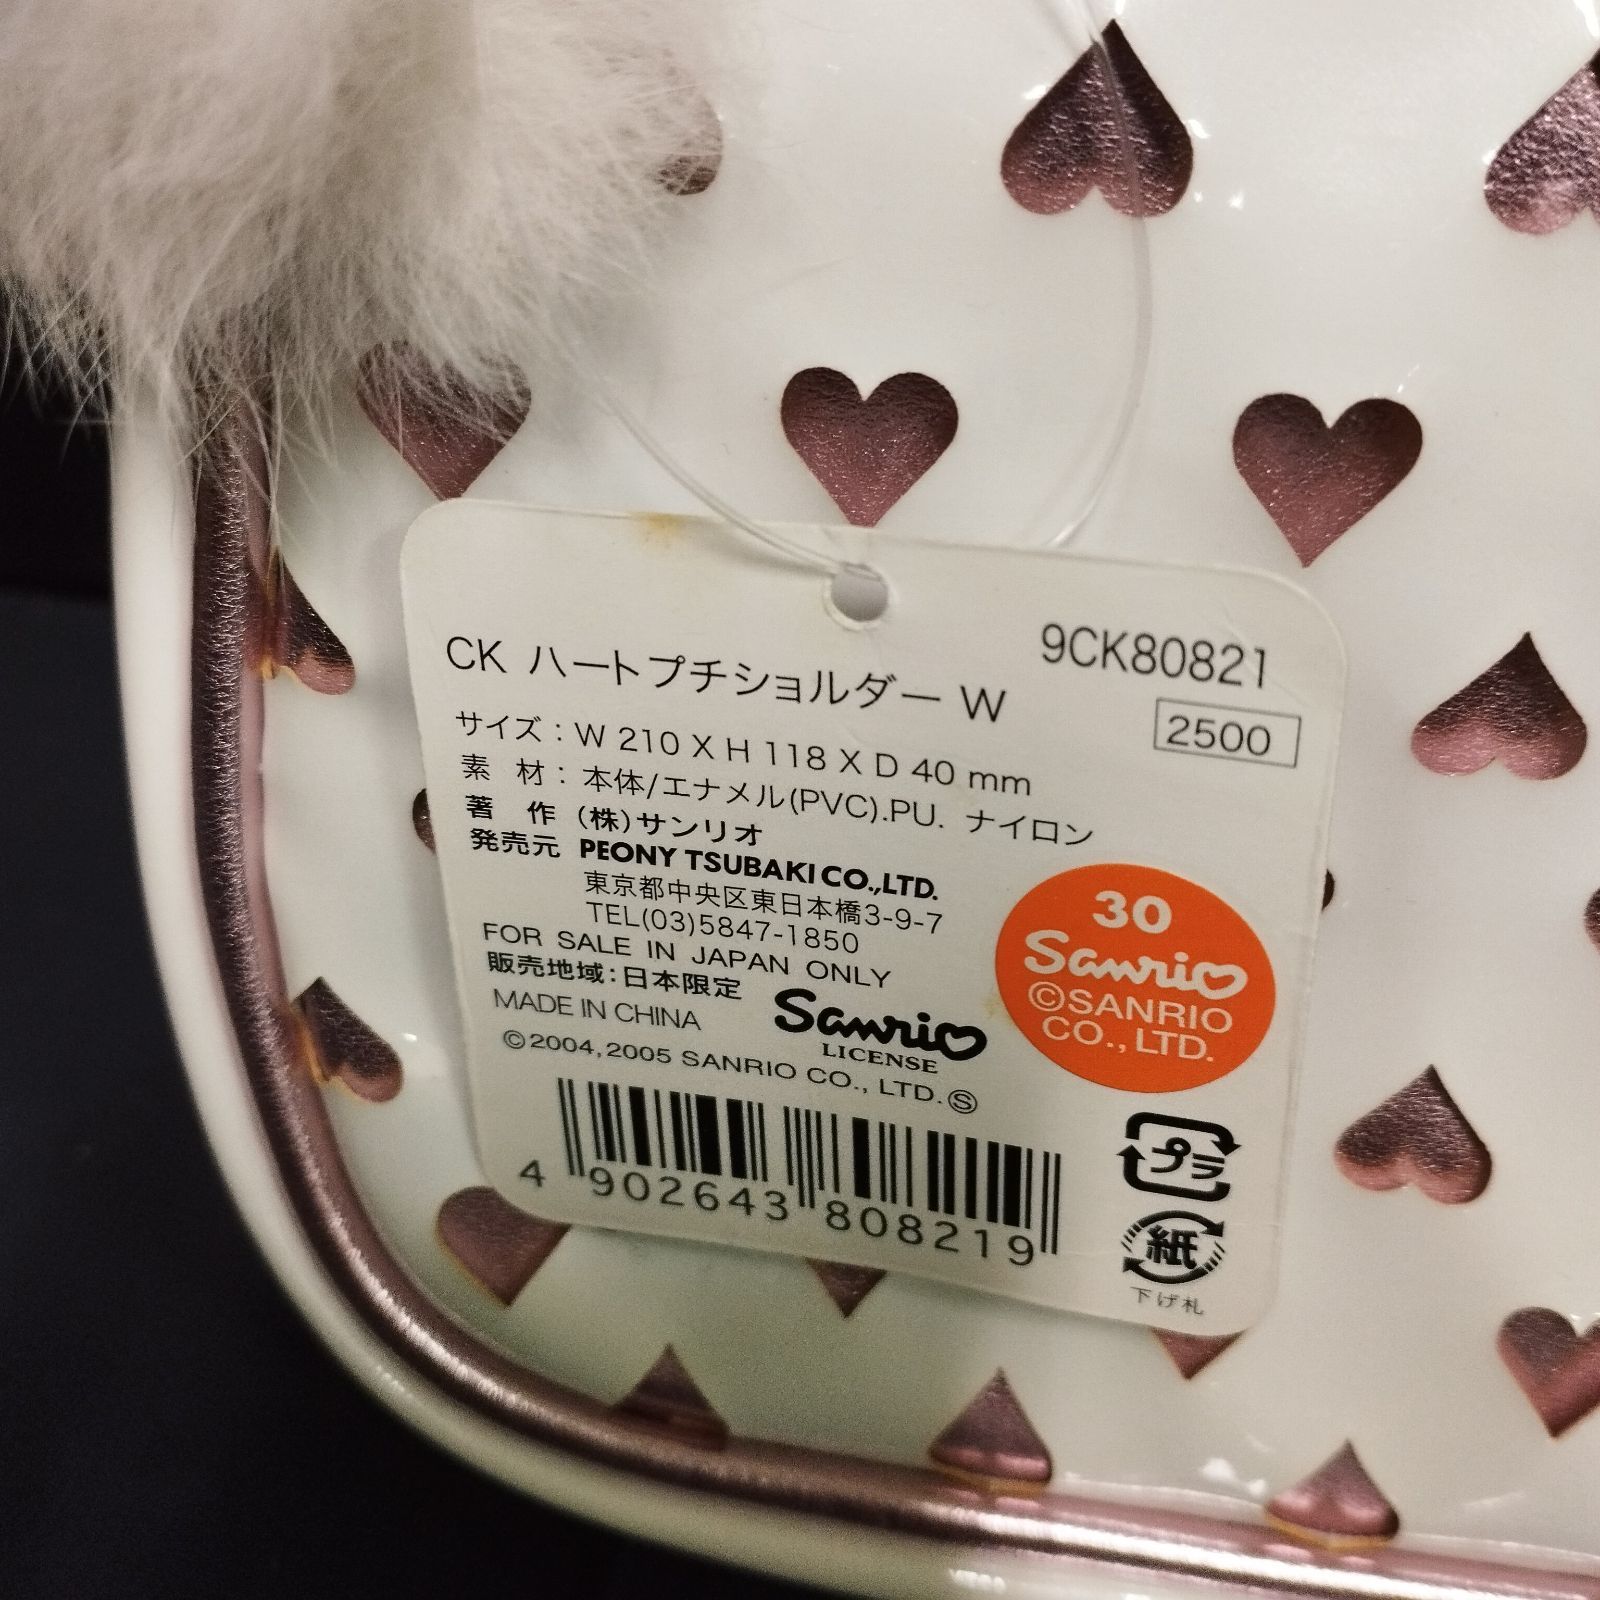 CK ハートプチショルダー W
9CK80821
2500
サイズ：W 210 X H 118 X D 40 mm
素 材：本体/エナメル(PVC).PU. ナイロン
著 作 (株)サンリオ
発売元 PEONY TSUBAKI CO.,LTD.
東京都中央区東日本橋3-9-7
TEL(03)5847-1850
FOR SALE IN JAPAN ONLY
販売地域：日本限定
MADE IN CHINA
Sanrio
LICENSE
©2004,2005 SANRIO CO., LTD. Ⓢ
4 902643 808219
30
Sanrio
©SANRIO
CO., LTD.
プラ
紙
下げ札